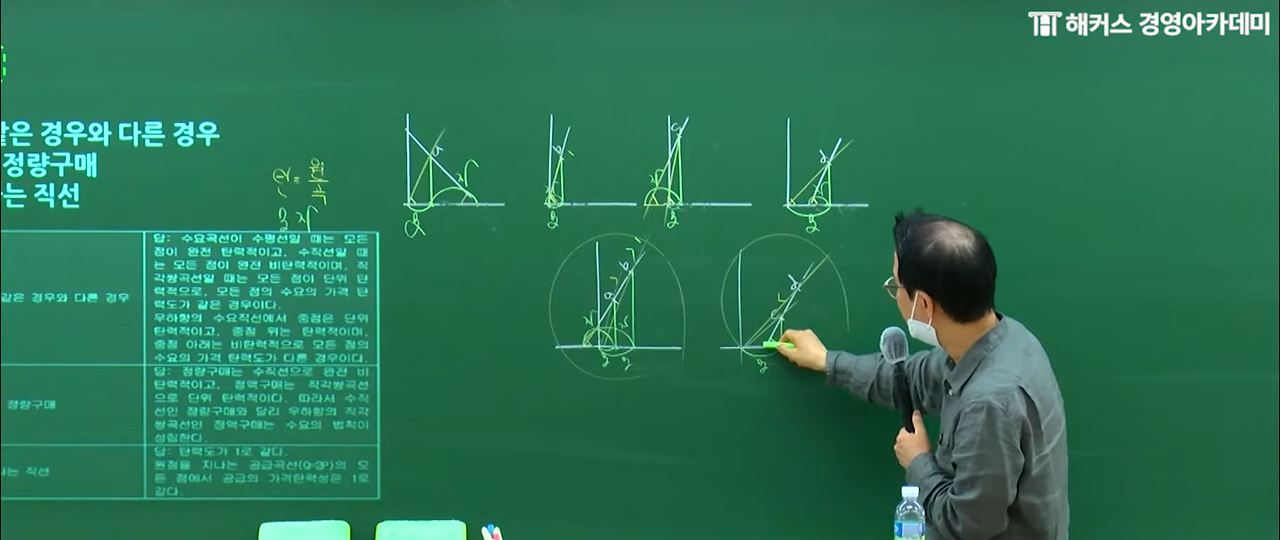 해커스 경영아카데미
같은 경우와 다른 경우
정량구매
는 직선
답: 수요곡선이 수평선일 때는 모든
점이 완전 탄력적이고, 수직선일 때
는 모든 점이 완전 비탄력적이며, 직
각쌍곡선일 때는 모든 점이 단위 탄
력적으로, 모든 점의 수요의 가격 탄
력도가 같은 경우이다.
같은 경우와 다른 경우
우하향의 수요직선에서 중점은 단위
탄력적이고, 중점 위는 탄력적이며,
중점 아래는 비탄력적으로 모든 점의
수요의 가격 탄력도가 다른 경우이다.
답: 정량구매는 수직선으로 완전 비
탄력적이고, 정액구매는 직각쌍곡선
으로 단위 탄력적이다. 따라서 수직
정량구매
선인 정량구매와 달리 우하향의 직각
쌍곡선인 정액구매는 수요의 법칙이
성립한다.
답: 탄력도가 1로 같다.
는 직선
원점을 지나는 공급곡선(Q=2P)의 모
든 점에서 공급의 가격탄력성은 1로
같다.